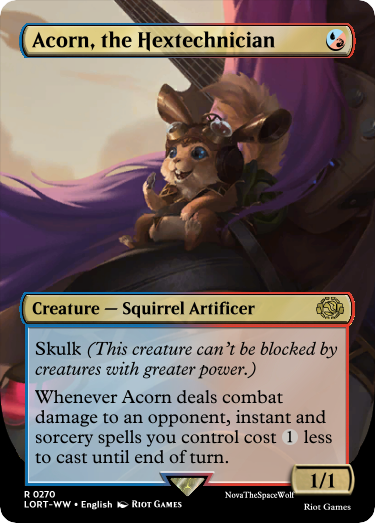 Acorn, the Hextechnician
Creature — Squirrel Artificer
Skulk (This creature can't be blocked by
creatures with greater power.)
Whenever Acorn deals combat
damage to an opponent, instant and
sorcery spells you control cost 1 less
to cast until end of turn.
1/1
R 0270
LORT-WW • English Riot Games
NovaTheSpaceWolf
Riot Games